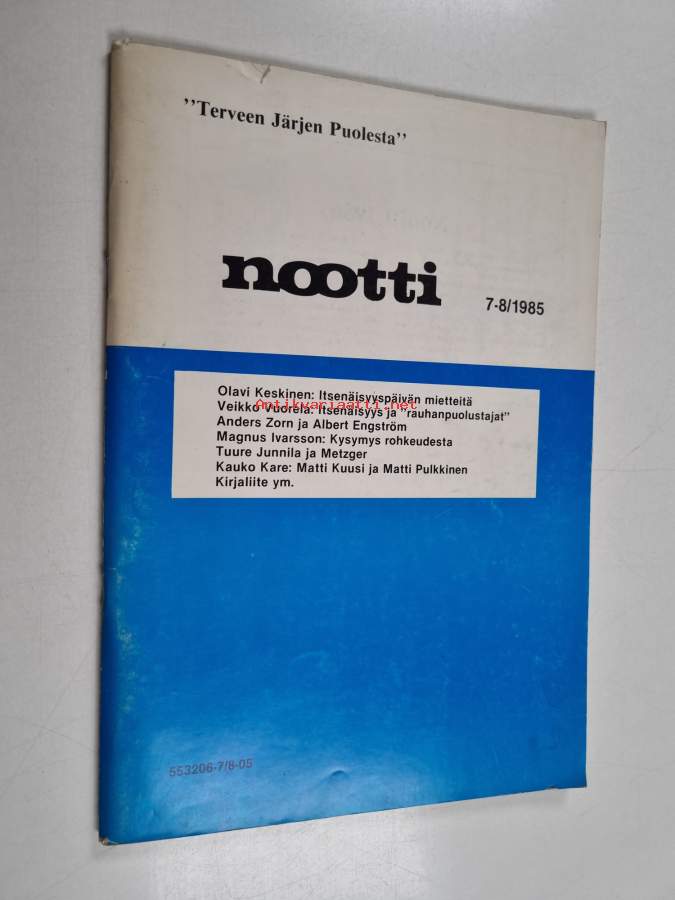 ’’Terveen Järjen Puolesta’’
nootti
7-8/1985
Olavi Keskinen: Itsenäisyyspäivän mietteitä
Antikvariaatti.net
Veikko Vuorela: Itsenäisyys ja ’’rauhanpuolustajat’’
Anders Zorn ja Albert Engström
Magnus Ivarsson: Kysymys rohkeudesta
Tuure Junnila ja Metzger
Kauko Kare: Matti Kuusi ja Matti Pulkkinen
Kirjaliite ym.
553206-7/8-05